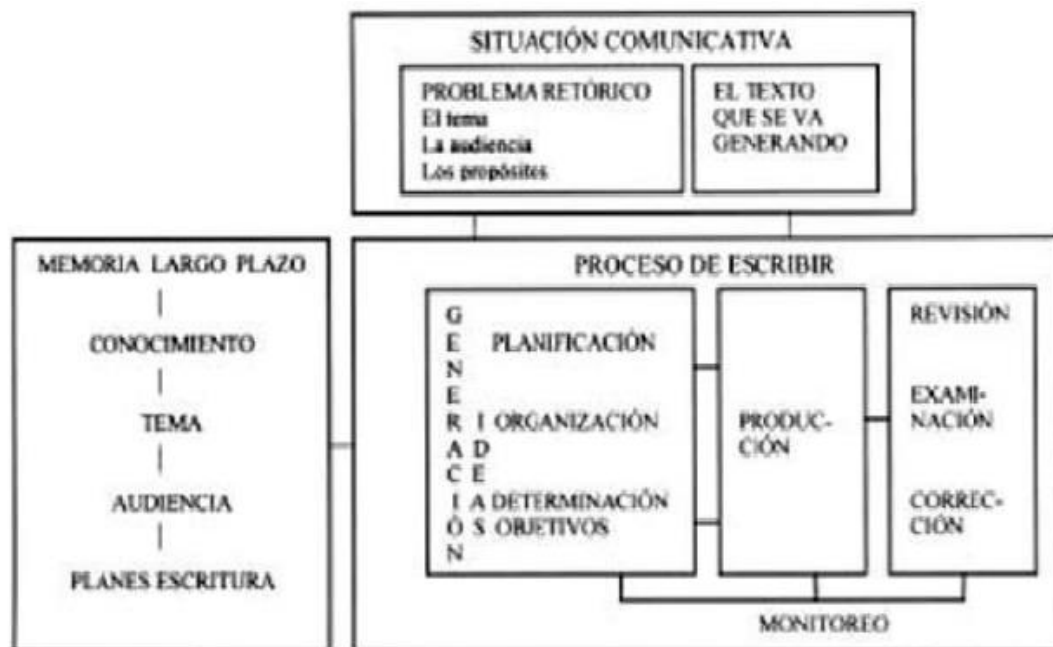 SITUACIÓN COMUNICATIVA
PROBLEMA RETÓRICO
El tema
La audiencia
Los propósites
EL TEXTO
QUE SE VA
GENERANDO
MEMORIA LARGO PLAZO
CONOCIMIENTO
TEMA
AUDIENCIA
PLANES ESCRITURA
PROCESO DE ESCRIBIR
GENERACIÓN
IDEAS
PLANIFICACIÓN
ORGANIZACIÓN
DETERMINACIÓN
OBJETIVOS
PRODUC-
CIÓN
REVISIÓN
EXAMI-
NACIÓN
CORREC-
CIÓN
MONITOREO